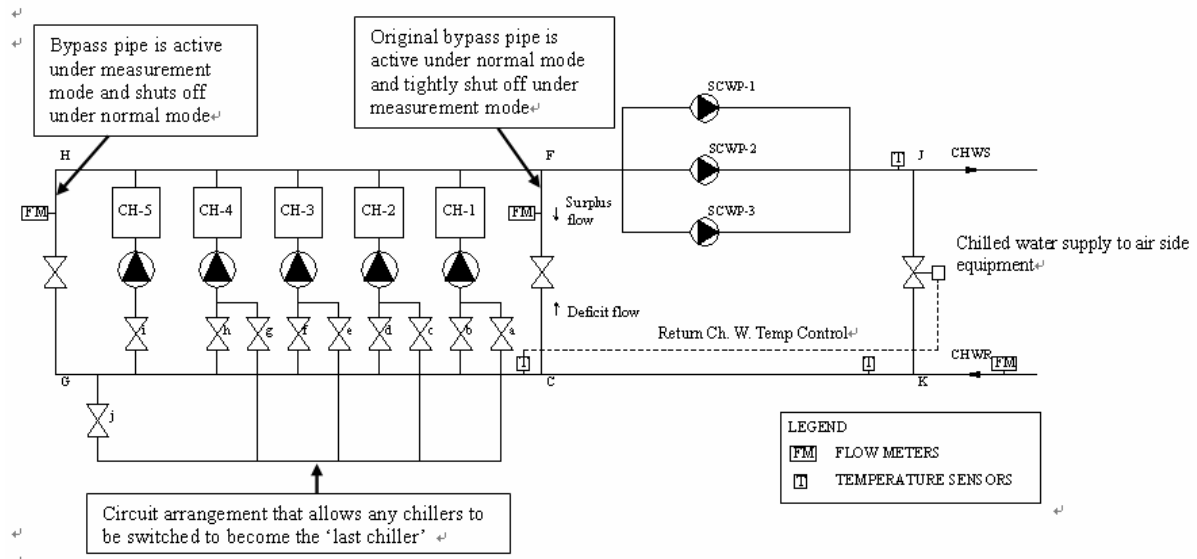 Bypass pipe is active
under measurement
mode and shuts off
under normal mode↵
Original bypass pipe is
active under normal mode
and tightly shut off under
measurement mode↵
SCWP-1
SCWP-2
SCWP-3
H
F
T
J
CHWS
FM
CH-5
CH-4
CH-3
CH-2
CH-1
FM
↓ Surplus
flow
Chilled water supply to air side
equipment↵
↑ Deficit flow
i
h
g
f
e
d
c
b
a
Return Ch. W. Temp Control↵
G
T
C
T
K
CHWR
FM
j
LEGEND
FM FLOW METERS
T TEMPERATURE SENSORS
Circuit arrangement that allows any chillers to
be switched to become the ‘last chiller’ ↵